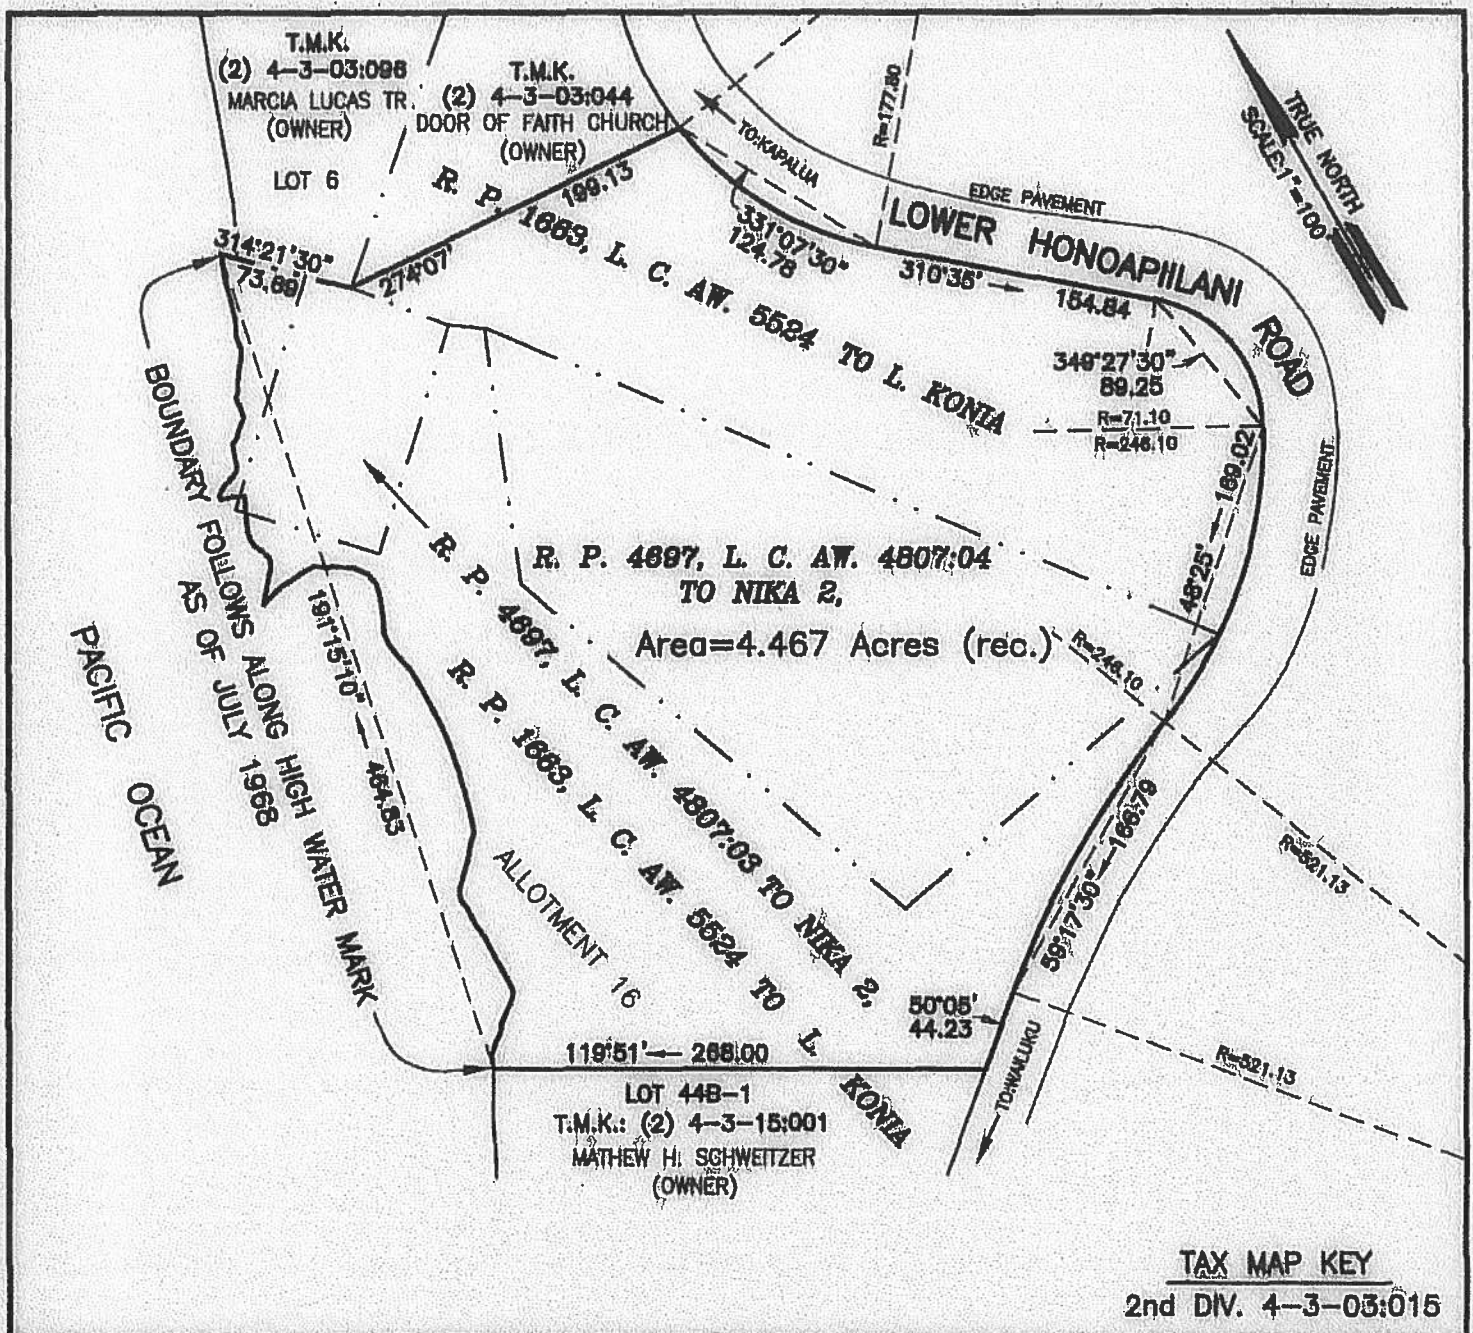 T.M.K.
(2) 4-3-03:096
MARCIA LUCAS TR.
(OWNER)
LOT 6
T.M.K.
(2) 4-3-03:044
DOOR OF FAITH CHURCH
(OWNER)
TO:KAPALUA
R=177.80
EDGE PAVEMENT
LOWER HONOAPIILANI ROAD
TRUE NORTH
SCALE:1"=100'
314°21'30"
73.69
274°07'
199.13
331°07'30"
124.78
310°35'
154.84
349°27'30"
89.25
R=71.10
R=246.10
R. P. 1663, L. C. AW. 5524 TO L. KONIA
48°25' 189.02
EDGE PAVEMENT
R. P. 4697, L. C. AW. 4807:04
TO NIKA 2,
Area=4.467 Acres (rec.)
R=246.10
BOUNDARY FOLLOWS ALONG HIGH WATER MARK
AS OF JULY 1968
PACIFIC OCEAN
191°15'10" 464.83
R. P. 4697, L. C. AW. 4807:03 TO NIKA 2,
R. P. 1663, L. C. AW. 5524 TO L. KONIA
ALLOTMENT 16
59°17'30" 166.79
R=521.13
R=521.13
50°05'
44.23
TO:WAILUKU
119°51' 268.00
LOT 44B-1
T.M.K.: (2) 4-3-15:001
MATHEW H. SCHWEITZER
(OWNER)
TAX MAP KEY
2nd DIV. 4-3-03:015